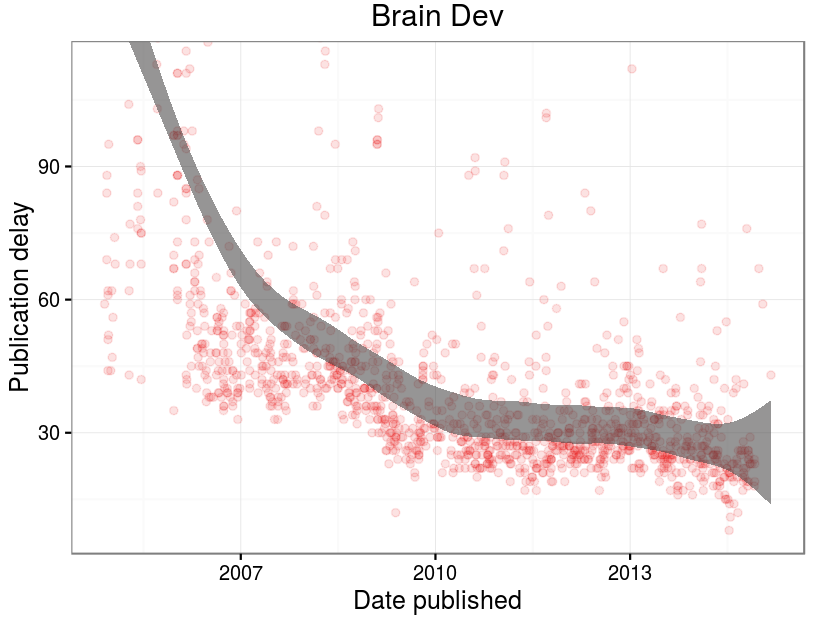 Brain Dev
Publication delay
90
60
30
2007 2010 2013
Date published